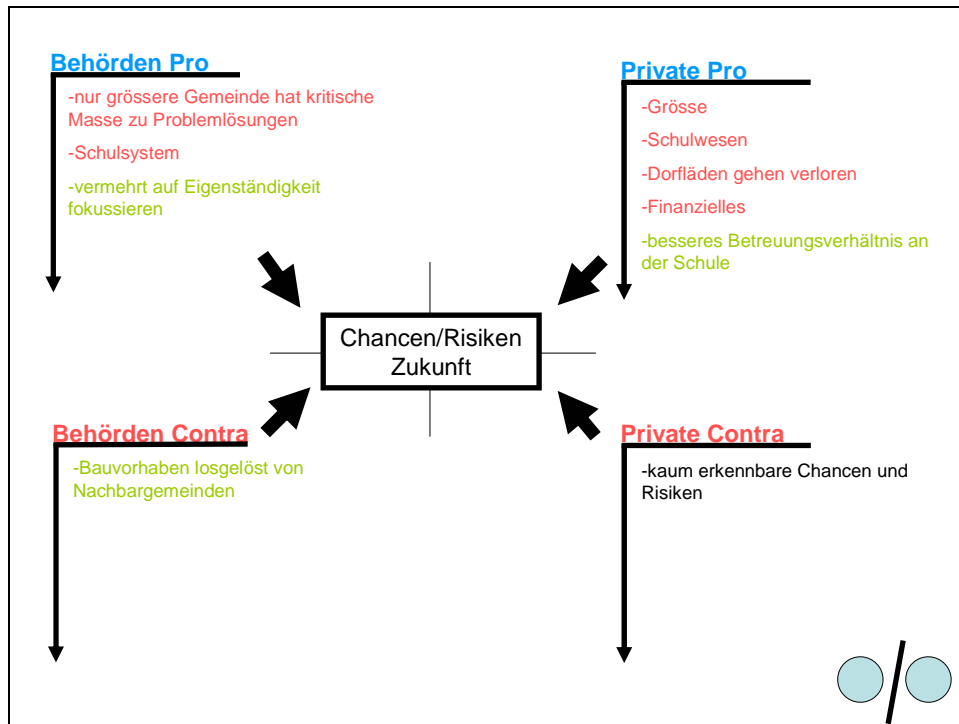 Behörden Pro
-nur grössere Gemeinde hat kritische
Masse zu Problemlösungen
-Schulsystem
-vermehrt auf Eigenständigkeit
fokussieren
Private Pro
-Grösse
-Schulwesen
-Dorfläden gehen verloren
-Finanzielles
-besseres Betreuungsverhältnis an
der Schule
Chancen/Risiken
Zukunft
Behörden Contra
-Bauvorhaben losgelöst von
Nachbargemeinden
Private Contra
-kaum erkennbare Chancen und
Risiken